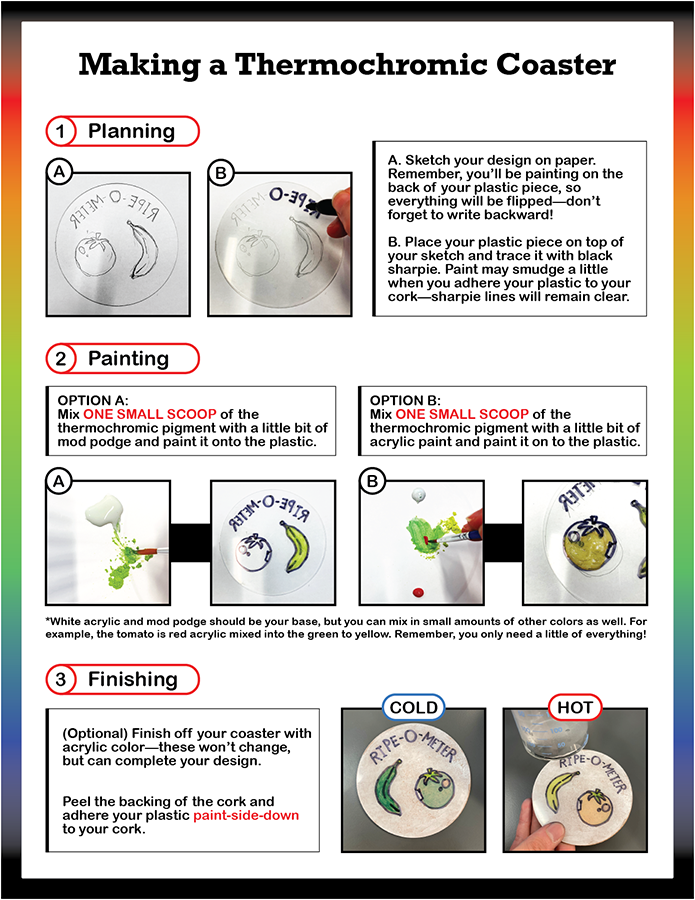 Making a Thermochromic Coaster
1 Planning
A
B
RIPE-O-METER
RIPE-O-METER
A. Sketch your design on paper.
Remember, you'll be painting on the
back of your plastic piece, so
everything will be flipped—don't
forget to write backward!
B. Place your plastic piece on top of
your sketch and trace it with black
sharpie. Paint may smudge a little
when you adhere your plastic to your
cork—sharpie lines will remain clear.
2 Painting
OPTION A:
Mix ONE SMALL SCOOP of the
thermochromic pigment with a little bit of
mod podge and paint it onto the plastic.
OPTION B:
Mix ONE SMALL SCOOP of the
thermochromic pigment with a little bit of
acrylic paint and paint it on to the plastic.
A
RIPE-O-METER
B
METER
*White acrylic and mod podge should be your base, but you can mix in small amounts of other colors as well. For
example, the tomato is red acrylic mixed into the green to yellow. Remember, you only need a little of everything!
3 Finishing
(Optional) Finish off your coaster with
acrylic color—these won't change,
but can complete your design.
Peel the backing of the cork and
adhere your plastic paint-side-down
to your cork.
COLD
RIPE-O-METER
HOT
RIPE-O-METER